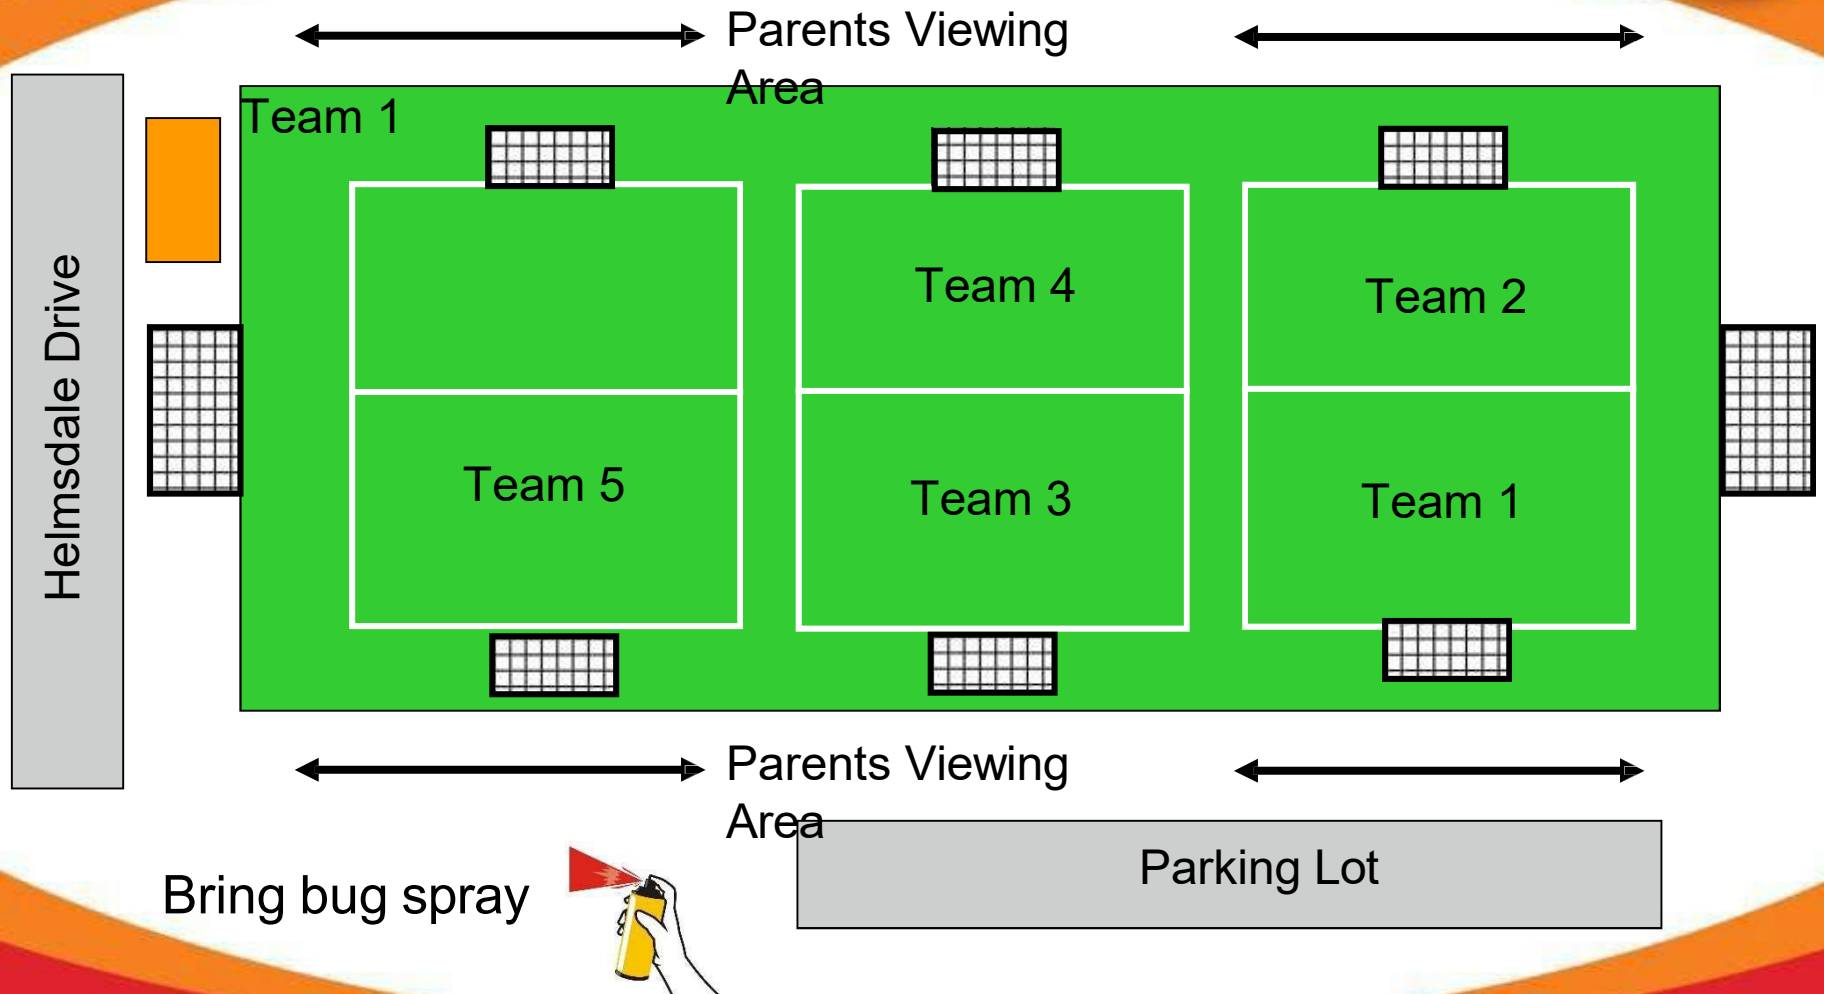 Parents Viewing
Area
Team 1
Team 4
Team 2
Helmsdale Drive
Team 5
Team 3
Team 1
Parents Viewing
Area
Parking Lot
Bring bug spray